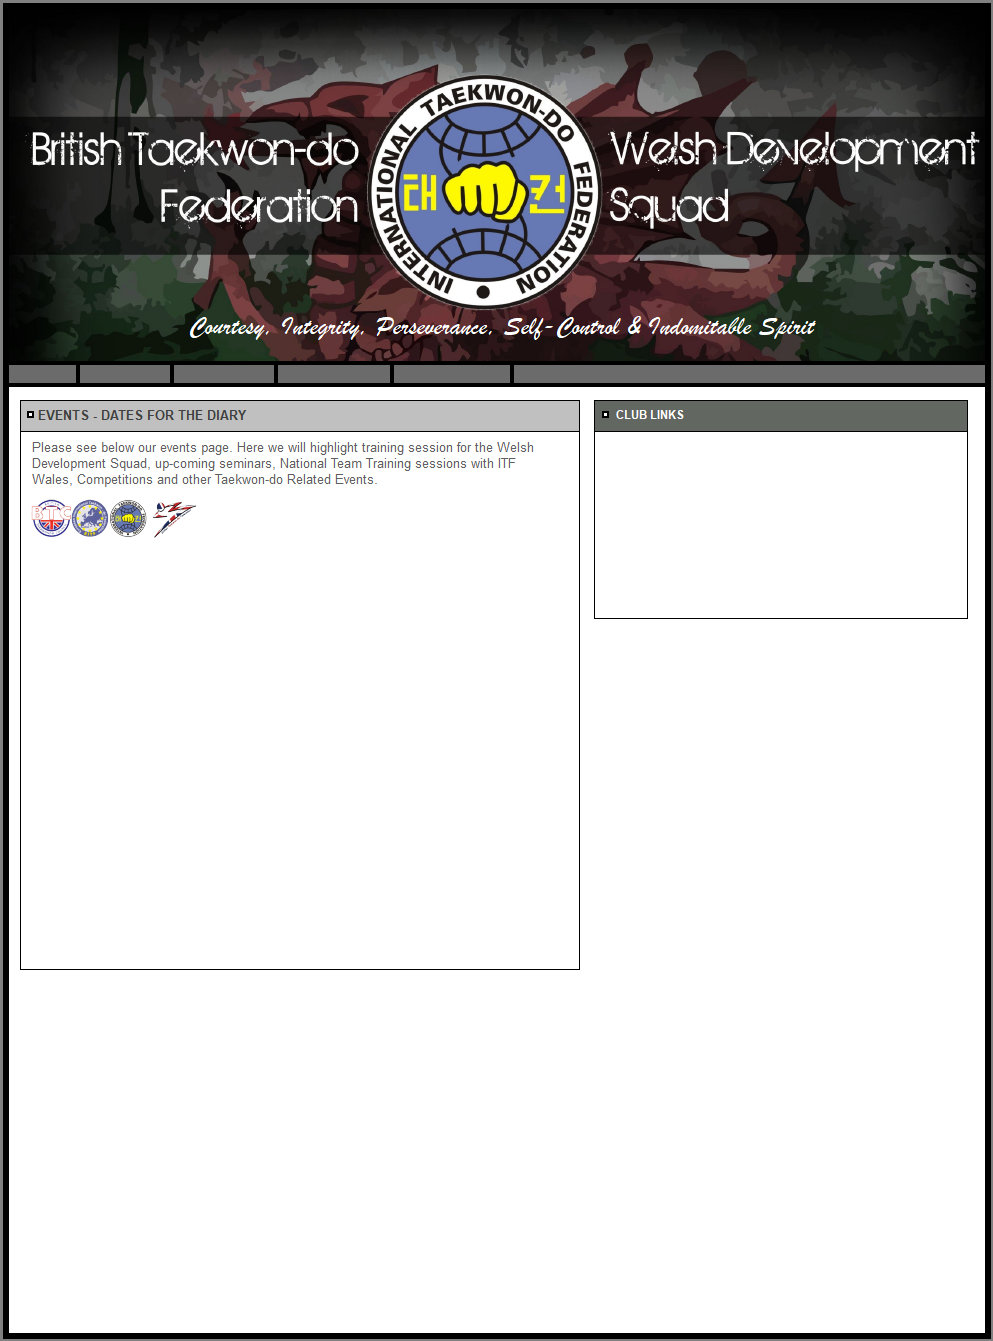 British Taekwon-do
Federation
INTERNATIONAL TAEKWON-DO FEDERATION
태 권
Welsh Development
Squad
Courtesy, Integrity, Perseverance, Self-Control & Indomitable Spirit
EVENTS - DATES FOR THE DIARY
Please see below our events page. Here we will highlight training session for the Welsh
Development Squad, up-coming seminars, National Team Training sessions with ITF
Wales, Competitions and other Taekwon-do Related Events.
BTC
CLUB LINKS